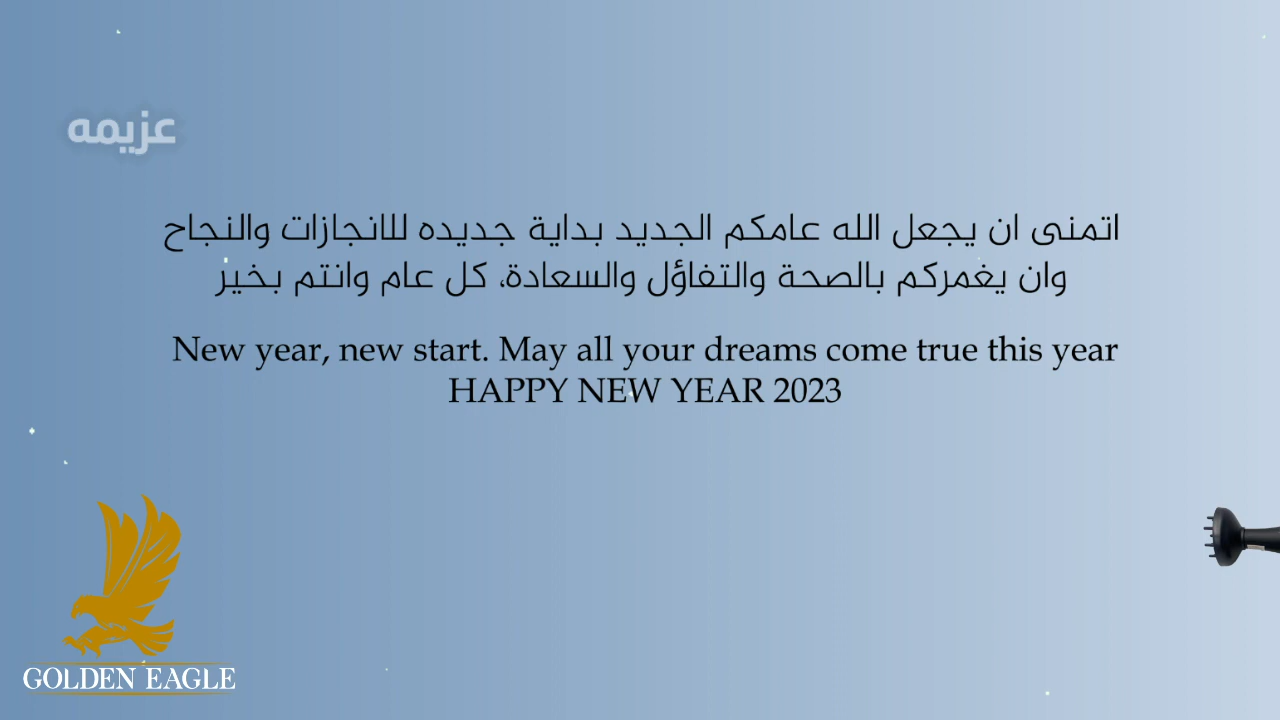 عزيمه
اتمنى ان يجعل الله عامكم الجديد بداية جديده للانجازات والنجاح
وان يغمركم بالصحة والتفاؤل والسعادة، كل عام وانتم بخير
New year, new start. May all your dreams come true this year
HAPPY NEW YEAR 2023
GOLDEN EAGLE